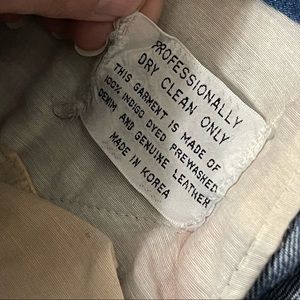 PROFESSIONALLY
DRY CLEAN ONLY
THIS GARMENT IS MADE OF
100% INDIGO DYED PREWASHED
DENIM AND GENUINE LEATHER
MADE IN KOREA